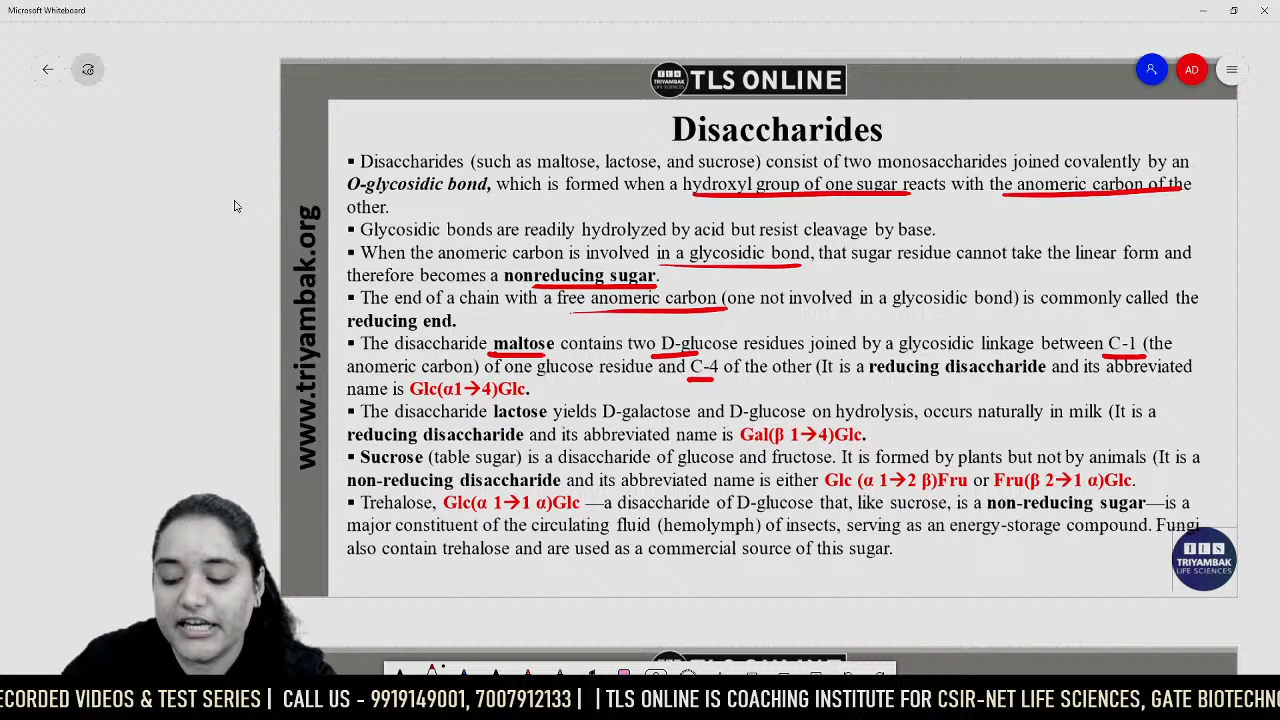 Microsoft Whiteboard
TRIYAMBAK
LIFE SCIENCES
TLS ONLINE
AD
www.triyambak.org
Disaccharides
▪ Disaccharides (such as maltose, lactose, and sucrose) consist of two monosaccharides joined covalently by an
O-glycosidic bond, which is formed when a hydroxyl group of one sugar reacts with the anomeric carbon of the
other.
▪ Glycosidic bonds are readily hydrolyzed by acid but resist cleavage by base.
▪ When the anomeric carbon is involved in a glycosidic bond, that sugar residue cannot take the linear form and
therefore becomes a nonreducing sugar.
▪ The end of a chain with a free anomeric carbon (one not involved in a glycosidic bond) is commonly called the
reducing end.
▪ The disaccharide maltose contains two D-glucose residues joined by a glycosidic linkage between C-1 (the
anomeric carbon) of one glucose residue and C-4 of the other (It is a reducing disaccharide and its abbreviated
name is Glc(α1→4)Glc.
▪ The disaccharide lactose yields D-galactose and D-glucose on hydrolysis, occurs naturally in milk (It is a
reducing disaccharide and its abbreviated name is Gal(β 1→4)Glc.
▪ Sucrose (table sugar) is a disaccharide of glucose and fructose. It is formed by plants but not by animals (It is a
non-reducing disaccharide and its abbreviated name is either Glc (α 1→2 β)Fru or Fru(β 2→1 α)Glc.
▪ Trehalose, Glc(α 1→1 α)Glc —a disaccharide of D-glucose that, like sucrose, is a non-reducing sugar—is a
major constituent of the circulating fluid (hemolymph) of insects, serving as an energy-storage compound. Fungi
also contain trehalose and are used as a commercial source of this sugar.
TLS
TRIYAMBAK
LIFE SCIENCES
TLS ONLINE
ECORDED VIDEOS & TEST SERIES | CALL US - 9919149001, 7007912133 | | TLS ONLINE IS COACHING INSTITUTE FOR CSIR-NET LIFE SCIENCES, GATE BIOTECHN